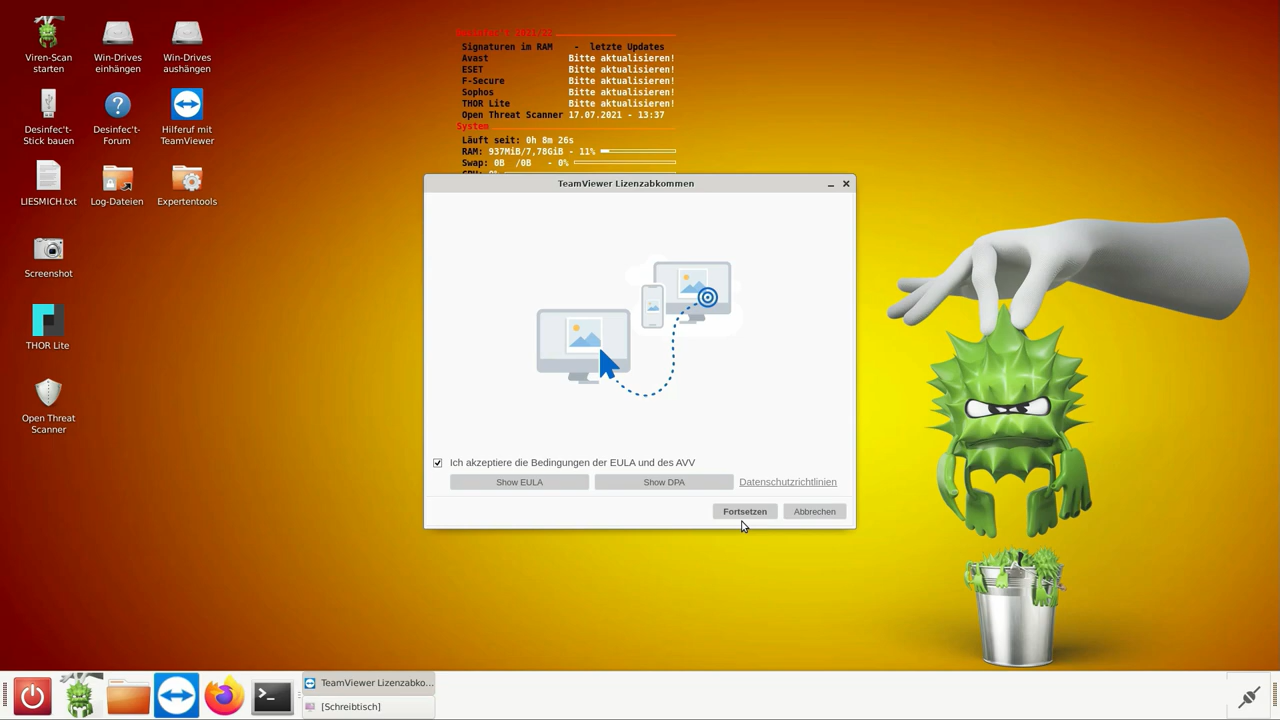 Viren-Scan
starten
Win-Drives
einhängen
Win-Drives
aushängen
Desinfec't-
Stick bauen
Desinfec't-
Forum
Hilferuf mit
TeamViewer
LIESMICH.txt
Log-Dateien
Expertentools
Screenshot
THOR Lite
Open Threat
Scanner
Desinfec't 2021/22
Signaturen im RAM - letzte Updates
Avast Bitte aktualisieren!
ESET Bitte aktualisieren!
F-Secure Bitte aktualisieren!
Sophos Bitte aktualisieren!
THOR Lite Bitte aktualisieren!
Open Threat Scanner 17.07.2021 - 13:37
System
Läuft seit: 0h 8m 26s
RAM: 937MiB/7,78GiB - 11%
Swap: 0B /0B - 0%
TeamViewer Lizenzabkommen
Ich akzeptiere die Bedingungen der EULA und des AVV
Show EULA
Show DPA
Datenschutzrichtlinien
Fortsetzen
Abbrechen
TeamViewer Lizenzabko...
[Schreibtisch]